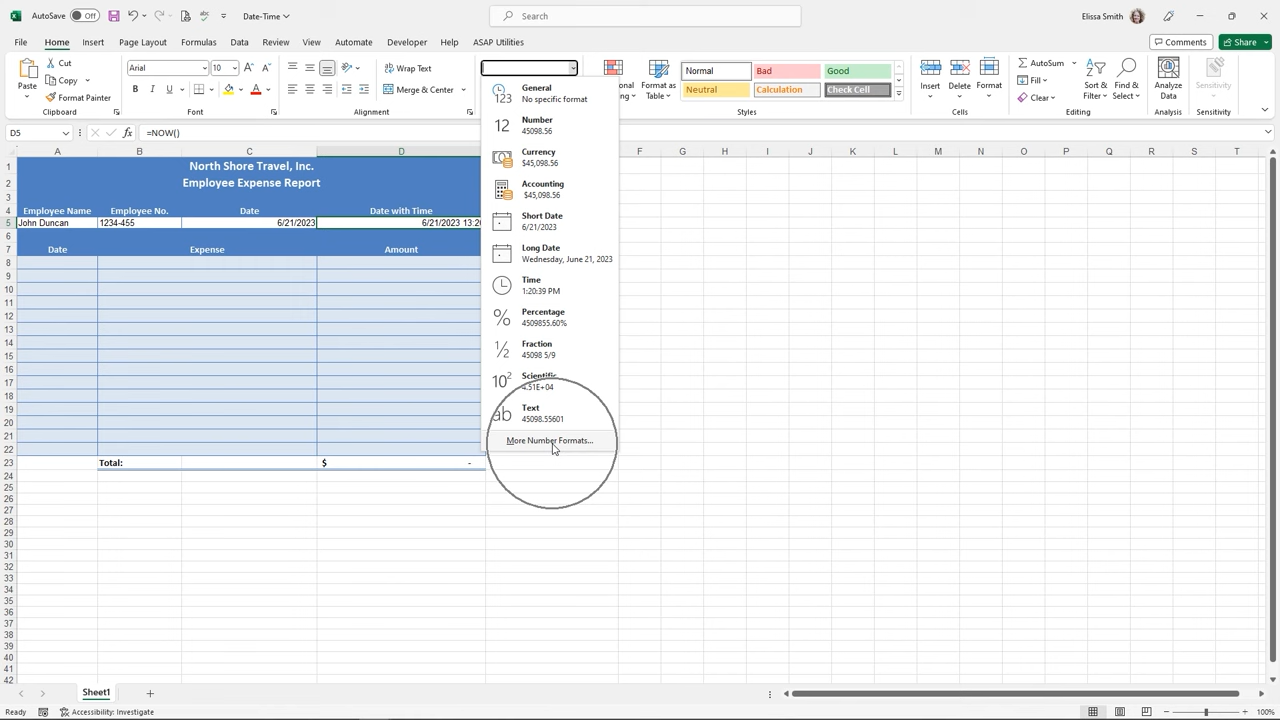 AutoSave Off Date-Time Search Elissa Smith
File Home Insert Page Layout Formulas Data Review View Automate Developer Help ASAP Utilities Comments Share
Paste Cut Copy Format Painter Clipboard
Arial 10 B I U Font
Wrap Text Merge & Center Alignment
Format as Table Normal Bad Good Neutral Calculation Check Cell Styles
Insert Delete Format Cells
AutoSum Fill Clear Sort & Filter Find & Select Editing
Analyze Data Analysis
Sensitivity Sensitivity
D5 fx =NOW()
General
No specific format
Number
45098.56
Currency
$45,098.56
Accounting
$45,098.56
Short Date
6/21/2023
Long Date
Wednesday, June 21, 2023
Time
1:20:39 PM
Percentage
4509855.60%
Fraction
45098 5/9
Scientific
4.51E+04
Text
45098.55601
More Number Formats...
A B C D F G H I J K L M N O P Q R S T
1 North Shore Travel, Inc.
2 Employee Expense Report
3
4 Employee Name Employee No. Date Date with Time
5 John Duncan 1234-455 6/21/2023 6/21/2023 13:20
6
7 Date Expense Amount
8
9
10
11
12
13
14
15
16
17
18
19
20
21
22
23 Total: $ -
24
25
26
27
28
29
30
31
32
33
34
35
36
37
38
39
40
41
42
Sheet1
Ready Accessibility: Investigate 100%